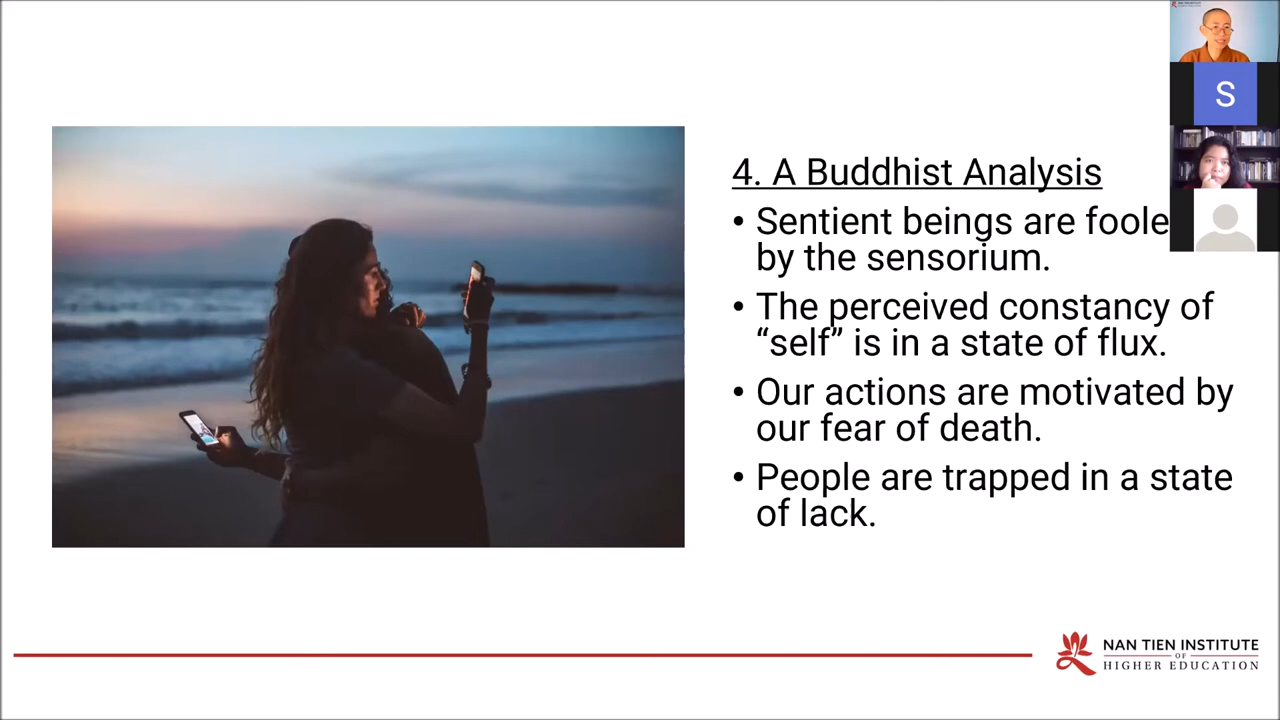 S
4. A Buddhist Analysis
• Sentient beings are foole
by the sensorium.
• The perceived constancy of
“self” is in a state of flux.
• Our actions are motivated by
our fear of death.
• People are trapped in a state
of lack.
NAN TIEN INSTITUTE
OF
HIGHER EDUCATION